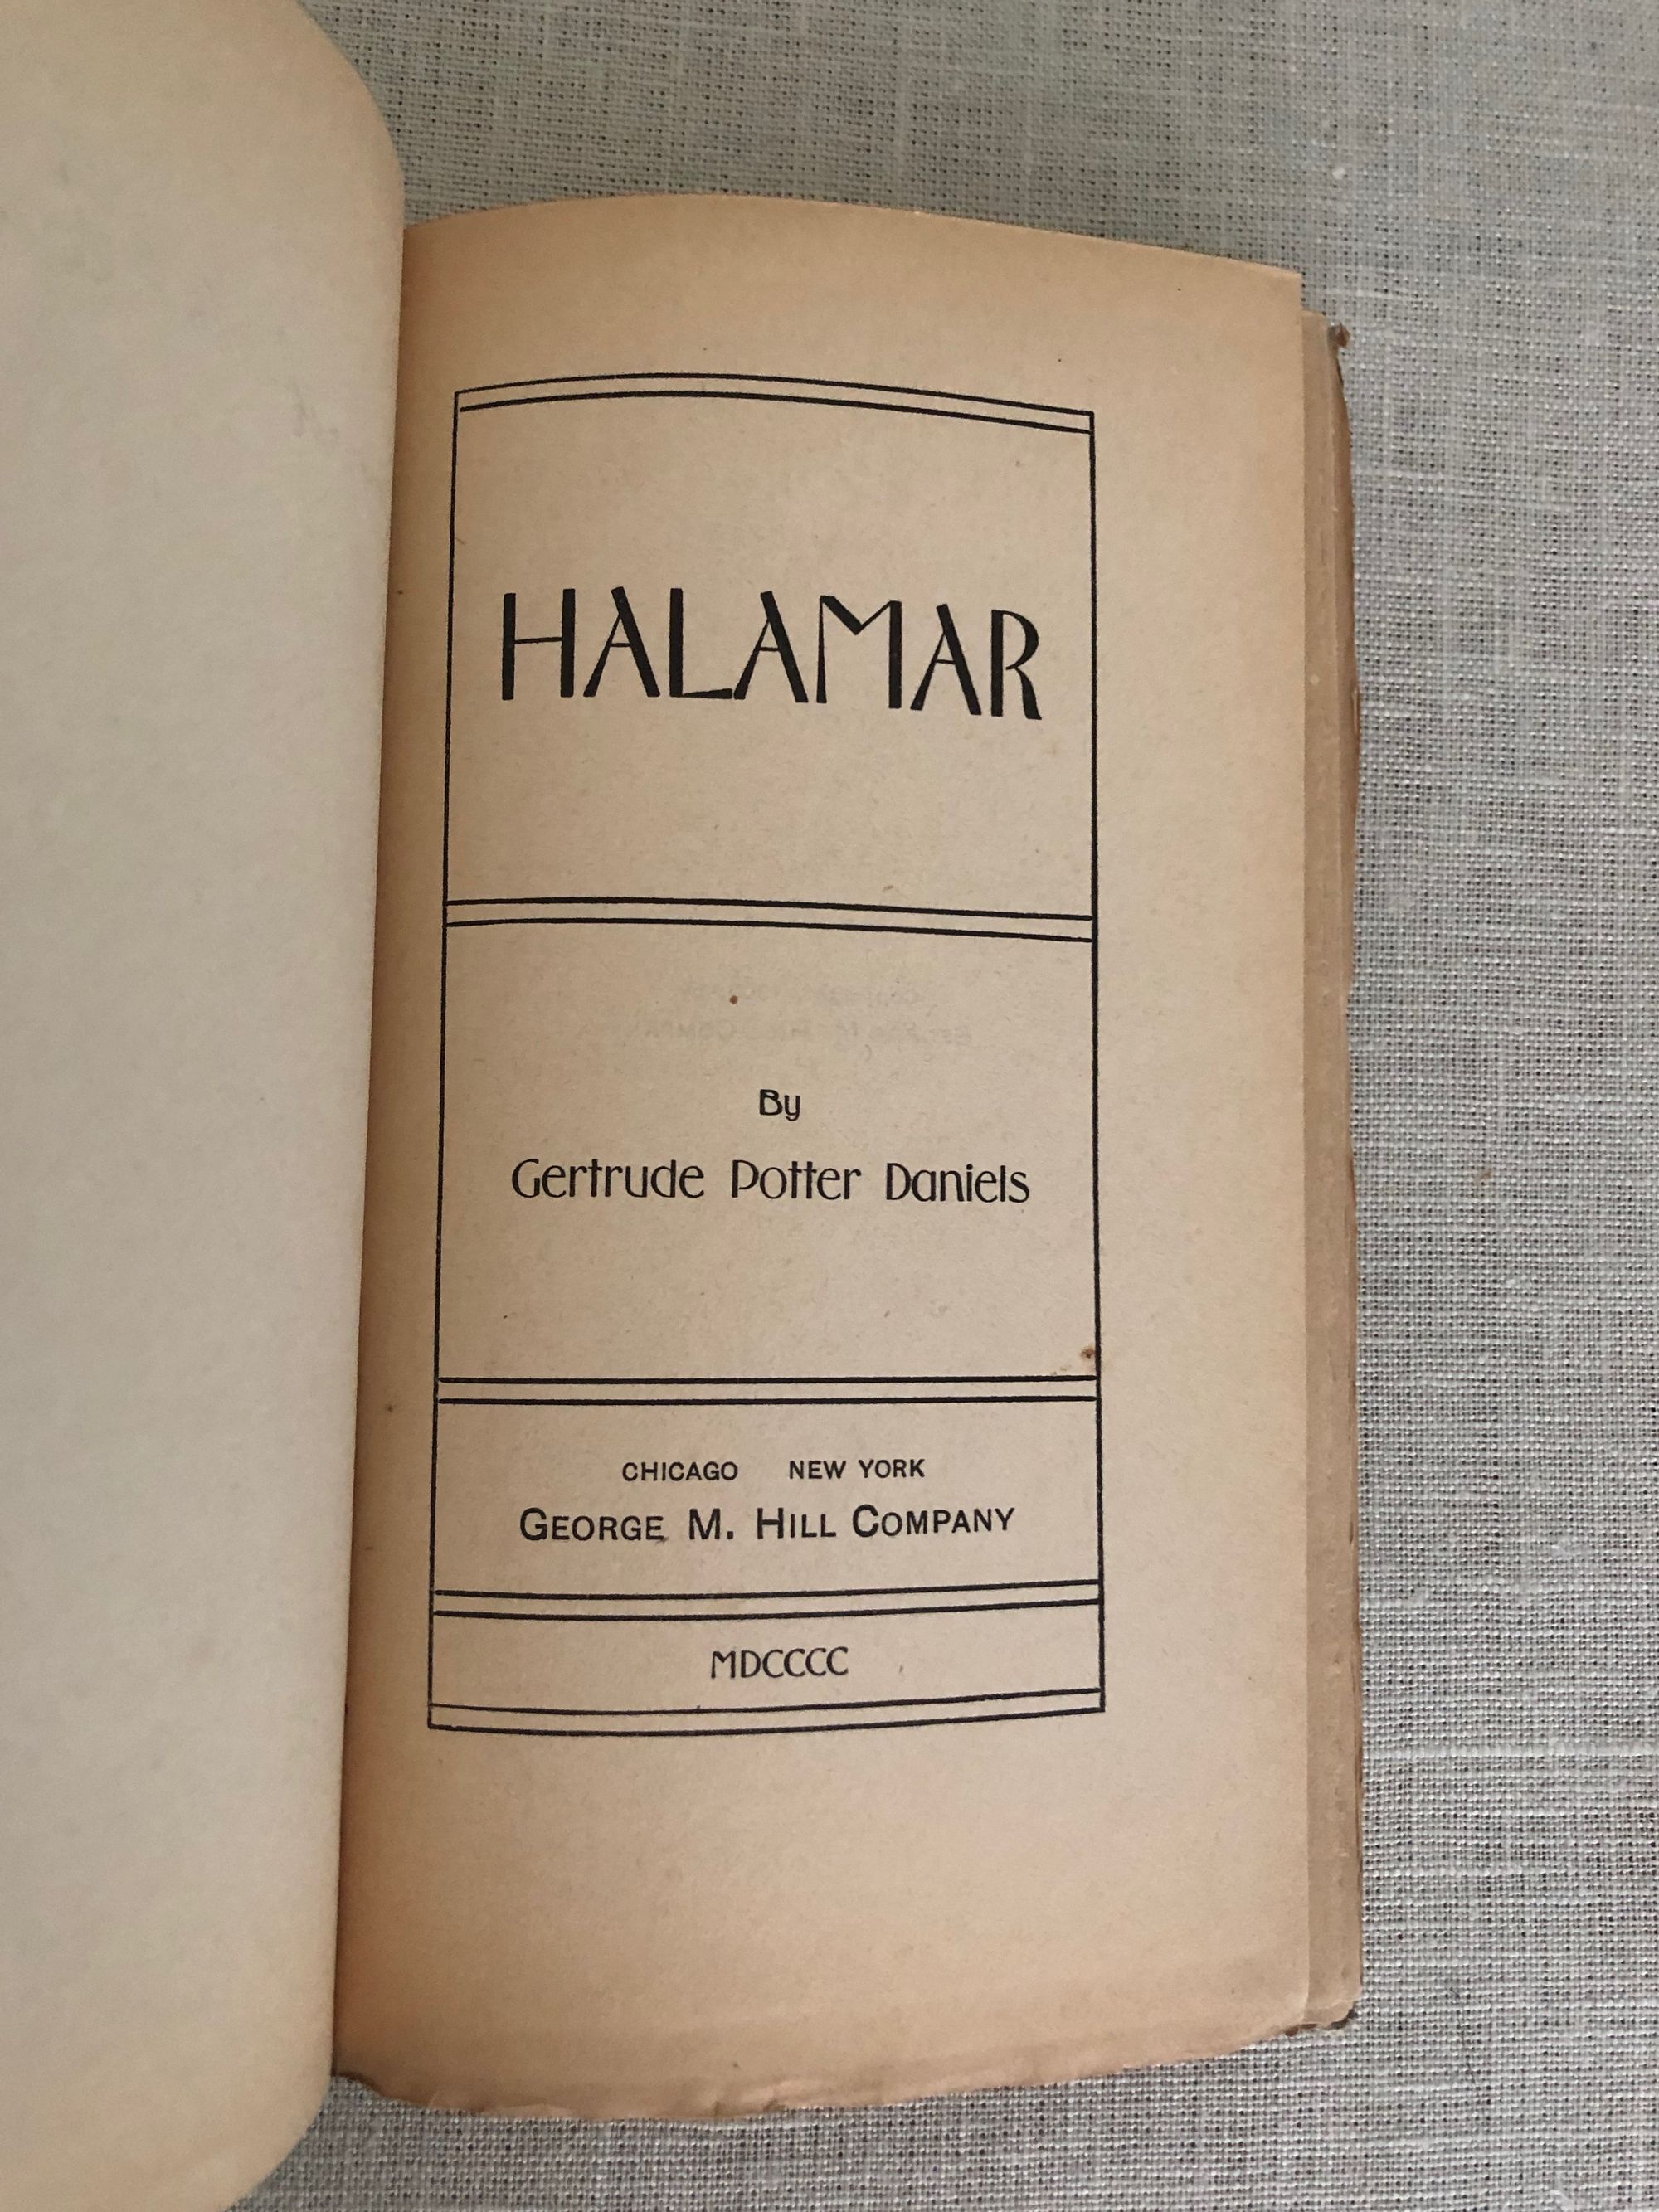 HALAMAR
By
Gertrude Potter Daniels
CHICAGO NEW YORK
GEORGE M. HILL COMPANY
MDCCCC